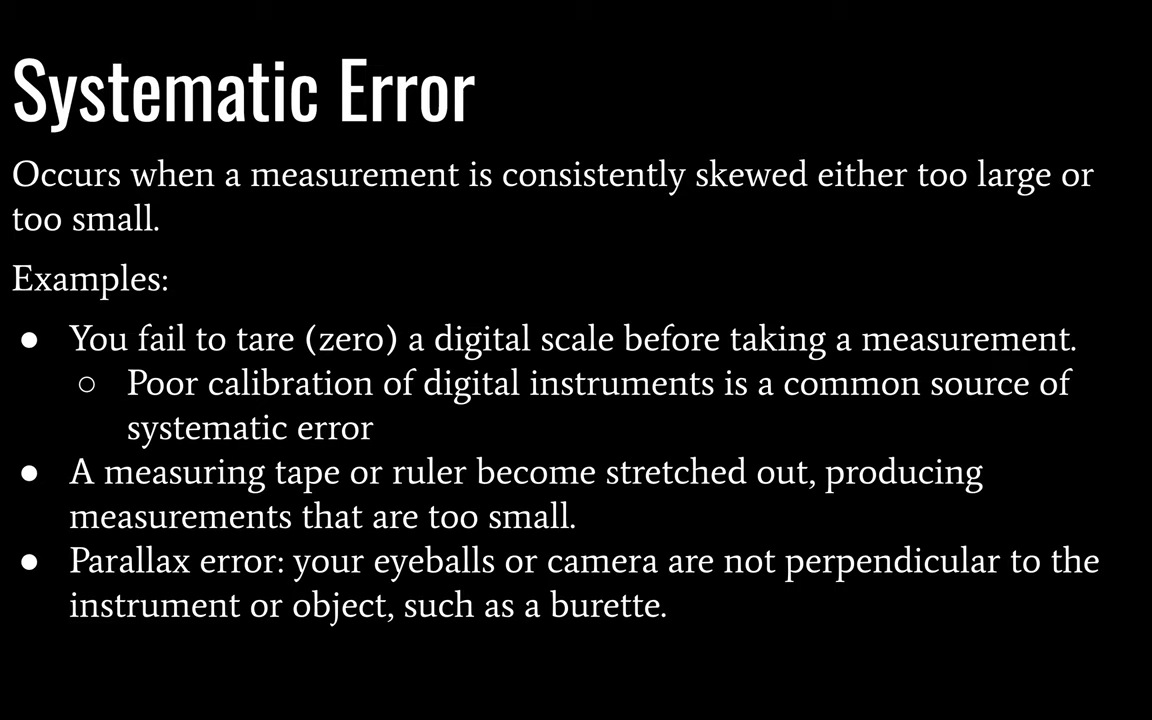 Systematic Error
Occurs when a measurement is consistently skewed either too large or
too small.
Examples:
● You fail to tare (zero) a digital scale before taking a measurement.
○ Poor calibration of digital instruments is a common source of
systematic error
● A measuring tape or ruler become stretched out, producing
measurements that are too small.
● Parallax error: your eyeballs or camera are not perpendicular to the
instrument or object, such as a burette.